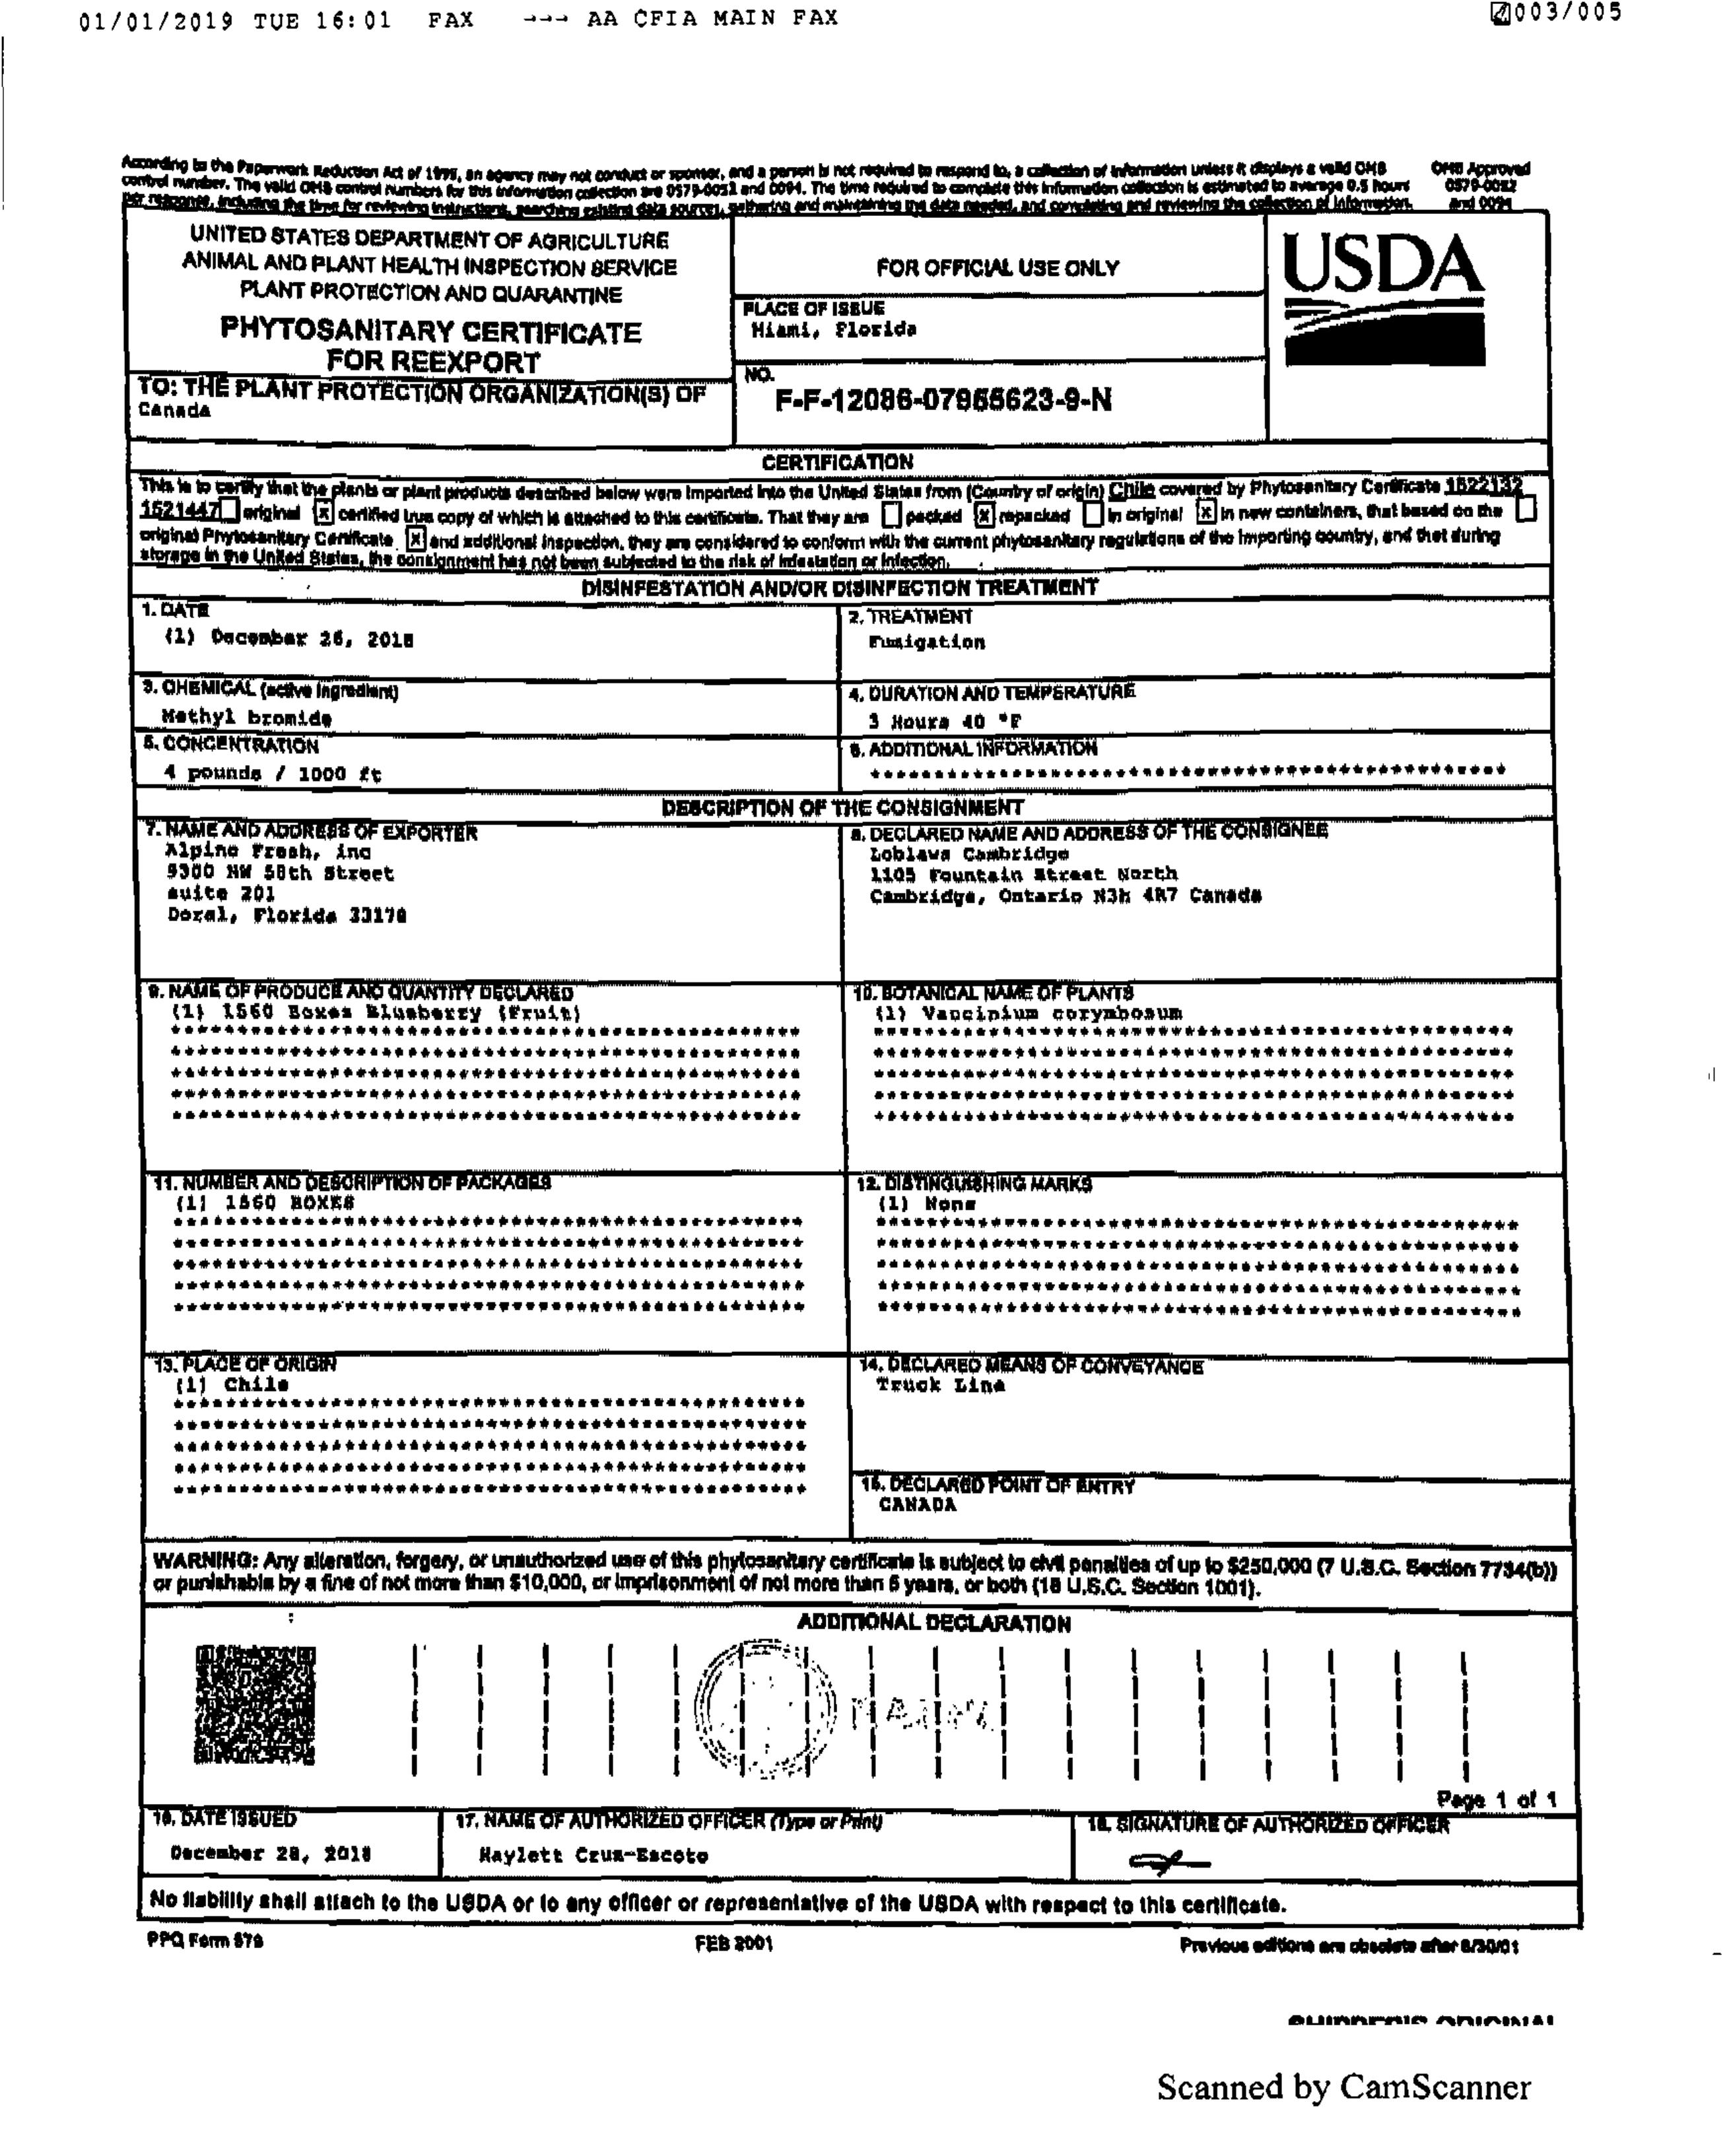 01/01/2019 TUE 16:01 FAX ---> AA CFIA MAIN FAX 003/005
According to the Paperwork Reduction Act of 1995, an agency may not conduct or sponsor, and a person is not required to respond to, a collection of information unless it displays a valid OMB
control number. The valid OMB control numbers for this information collection are 0579-0052 and 0094. The time required to complete this information collection is estimated to average 0.5 hours
per response, including the time for reviewing instructions, searching existing data sources, gathering and maintaining the data needed, and completing and reviewing the collection of information.
OMB Approved
0579-0052
and 0094
UNITED STATES DEPARTMENT OF AGRICULTURE
ANIMAL AND PLANT HEALTH INSPECTION SERVICE
PLANT PROTECTION AND QUARANTINE
PHYTOSANITARY CERTIFICATE
FOR REEXPORT
FOR OFFICIAL USE ONLY
PLACE OF ISSUE
Miami, Florida
USDA
TO: THE PLANT PROTECTION ORGANIZATION(S) OF
Canada
NO.
F-F-12086-07955623-9-N
CERTIFICATION
This is to certify that the plants or plant products described below were imported into the United States from (Country of origin) Chile covered by Phytosanitary Certificate 1522132
1521447 original x certified true copy of which is attached to this certificate. That they are packed x repacked in original x in new containers, that based on the
original Phytosanitary Certificate x and additional inspection, they are considered to conform with the current phytosanitary regulations of the importing country, and that during
storage in the United States, the consignment has not been subjected to the risk of infestation or infection.
DISINFESTATION AND/OR DISINFECTION TREATMENT
1. DATE
(1) December 26, 2018
2. TREATMENT
Fumigation
3. CHEMICAL (active ingredient)
Methyl bromide
4. DURATION AND TEMPERATURE
3 Hours 40 °F
5. CONCENTRATION
4 pounds / 1000 ft
6. ADDITIONAL INFORMATION
DESCRIPTION OF THE CONSIGNMENT
7. NAME AND ADDRESS OF EXPORTER
Alpine Fresh, inc
9300 NW 58th Street
suite 201
Doral, Florida 33178
8. DECLARED NAME AND ADDRESS OF THE CONSIGNEE
Loblaws Cambridge
1105 Fountain Street North
Cambridge, Ontario N3h 4R7 Canada
9. NAME OF PRODUCE AND QUANTITY DECLARED
(1) 1560 Boxes Blueberry (Fruit)
10. BOTANICAL NAME OF PLANTS
(1) Vaccinium corymbosum
11. NUMBER AND DESCRIPTION OF PACKAGES
(1) 1560 BOXES
12. DISTINGUISHING MARKS
(1) None
13. PLACE OF ORIGIN
(1) Chile
14. DECLARED MEANS OF CONVEYANCE
Truck Line
15. DECLARED POINT OF ENTRY
CANADA
WARNING: Any alteration, forgery, or unauthorized use of this phytosanitary certificate is subject to civil penalties of up to $250,000 (7 U.S.C. Section 7734(b))
or punishable by a fine of not more than $10,000, or imprisonment of not more than 5 years, or both (18 U.S.C. Section 1001).
ADDITIONAL DECLARATION
Page 1 of 1
16. DATE ISSUED
December 28, 2018
17. NAME OF AUTHORIZED OFFICER (Type or Print)
Haylett Cruz-Escoto
18. SIGNATURE OF AUTHORIZED OFFICER
No liability shall attach to the USDA or to any officer or representative of the USDA with respect to this certificate.
PPQ Form 579
FEB 2001
Previous editions are obsolete after 8/30/01
SHIPPER'S ORIGINAL
Scanned by CamScanner